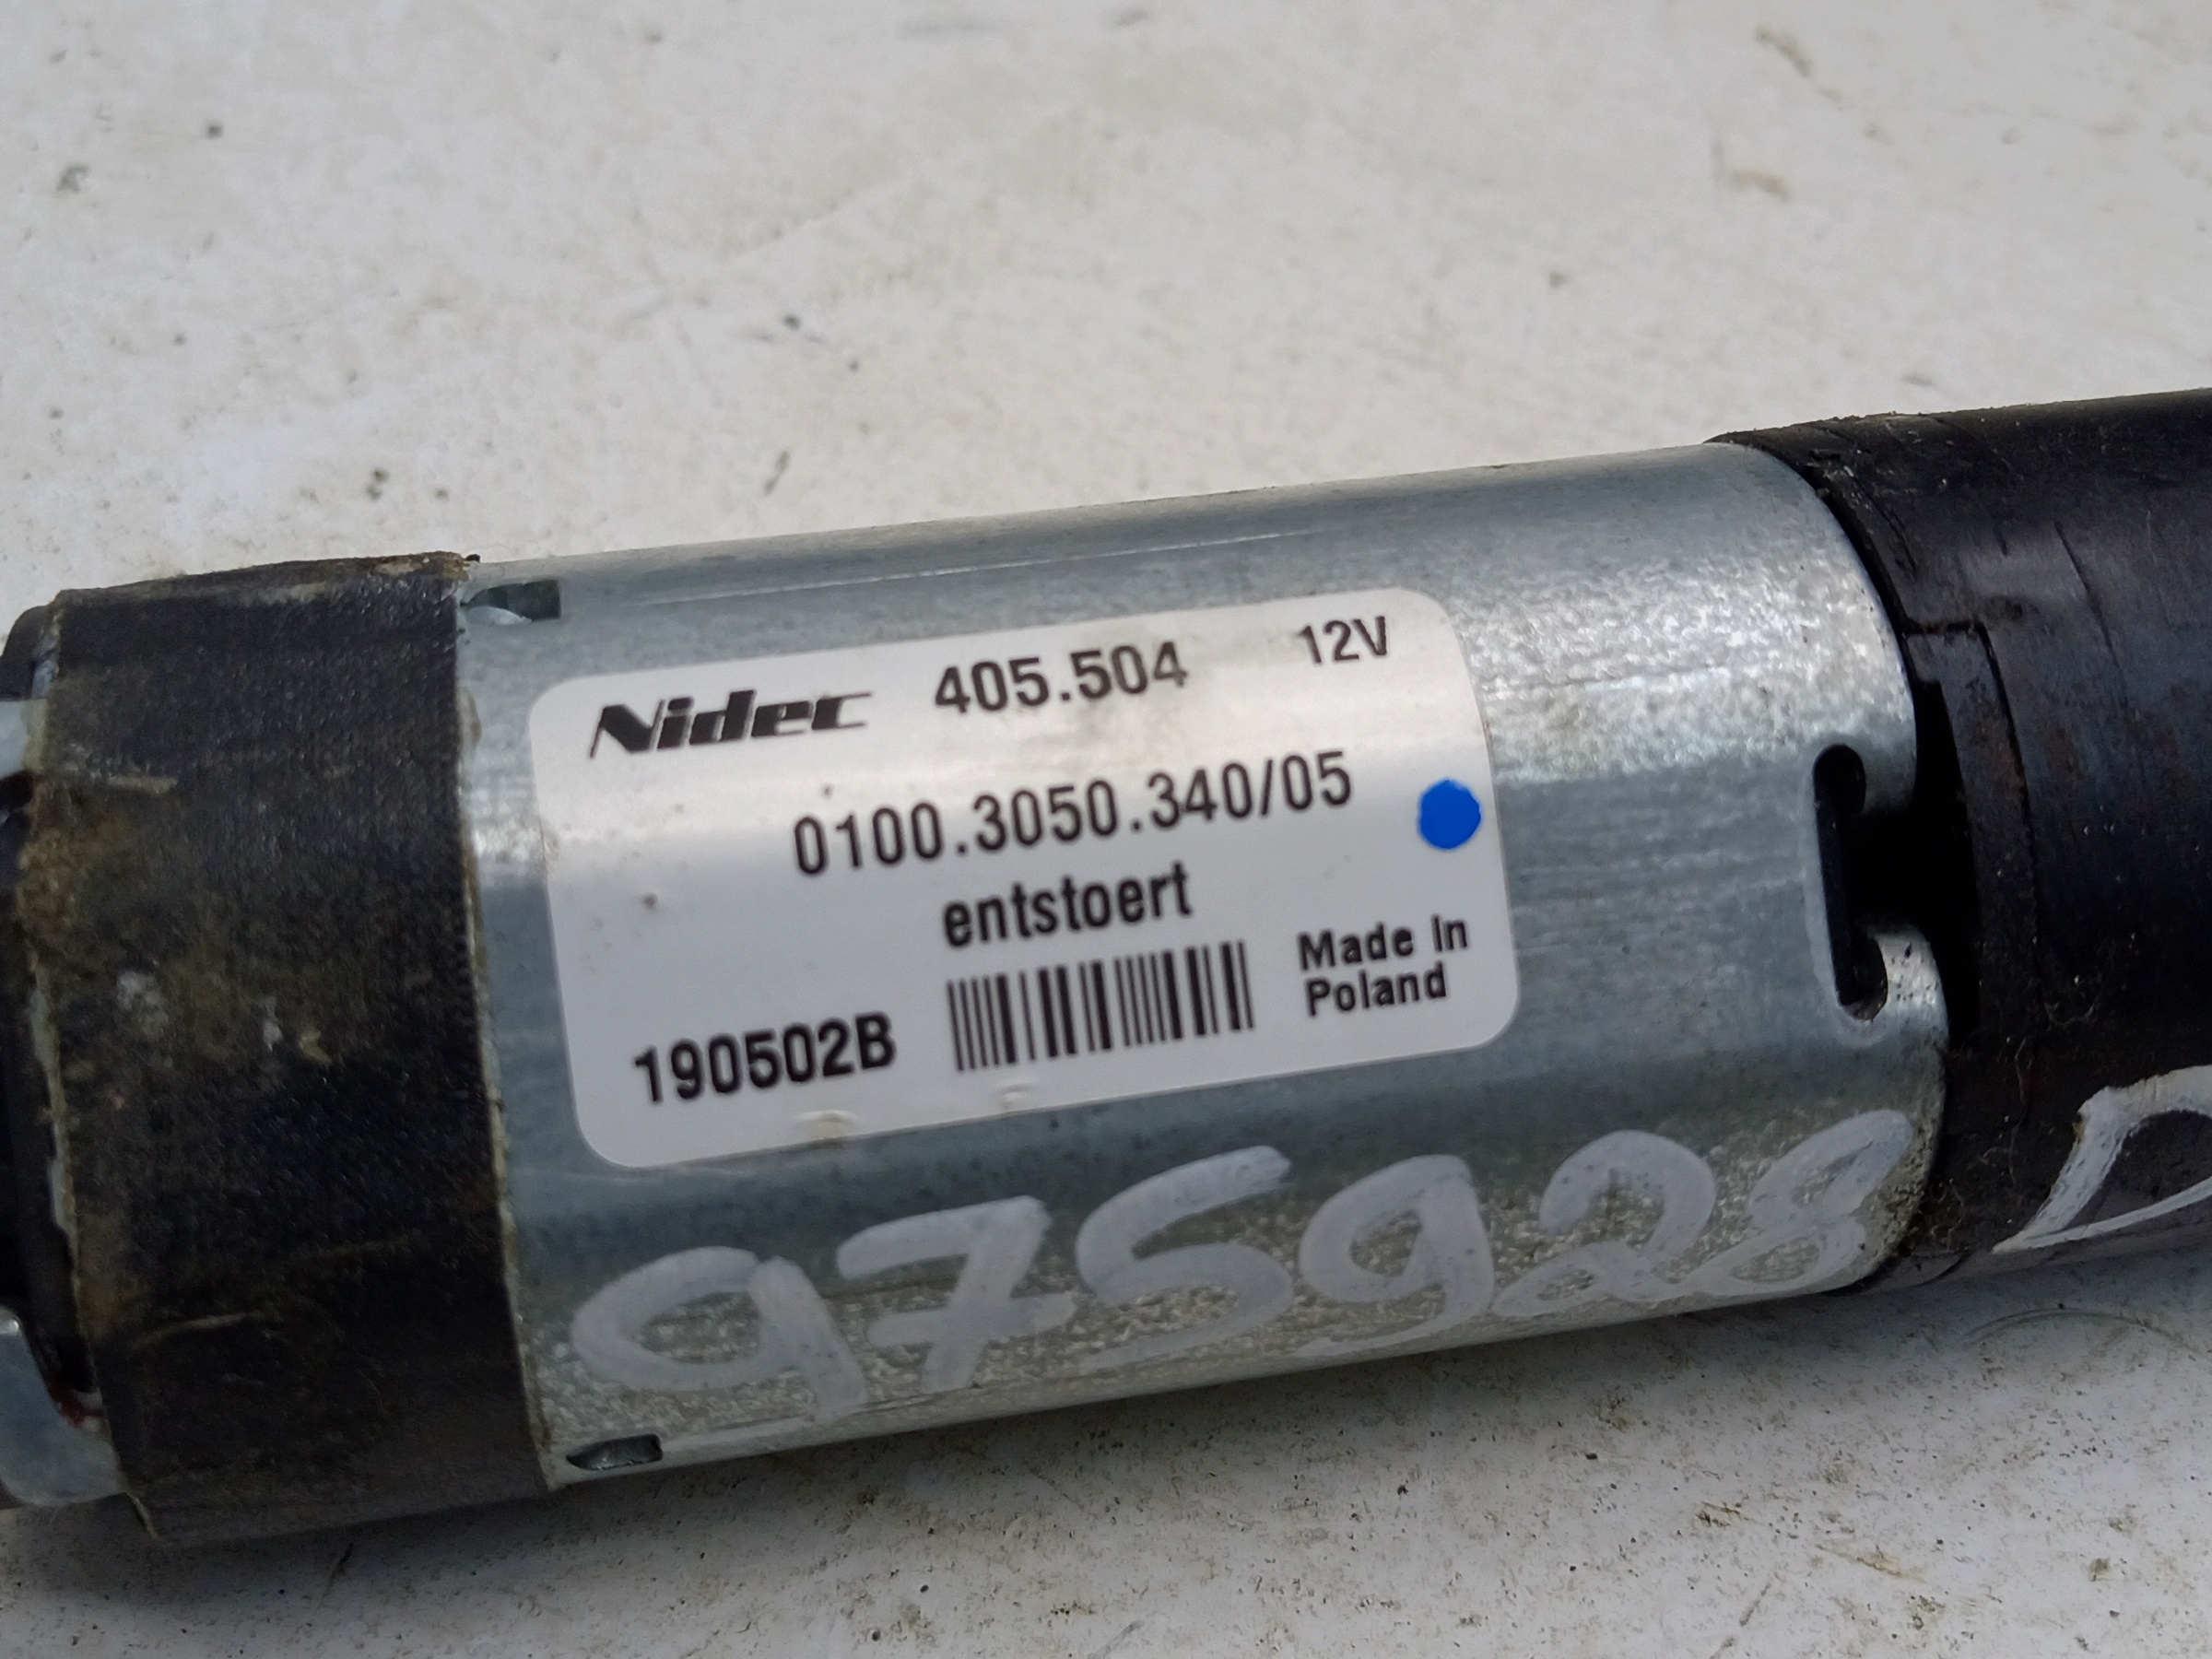 Nidec 405.504 12V
0100.3050.340/05
entstoert
Made In
Poland
190502B
975928
D